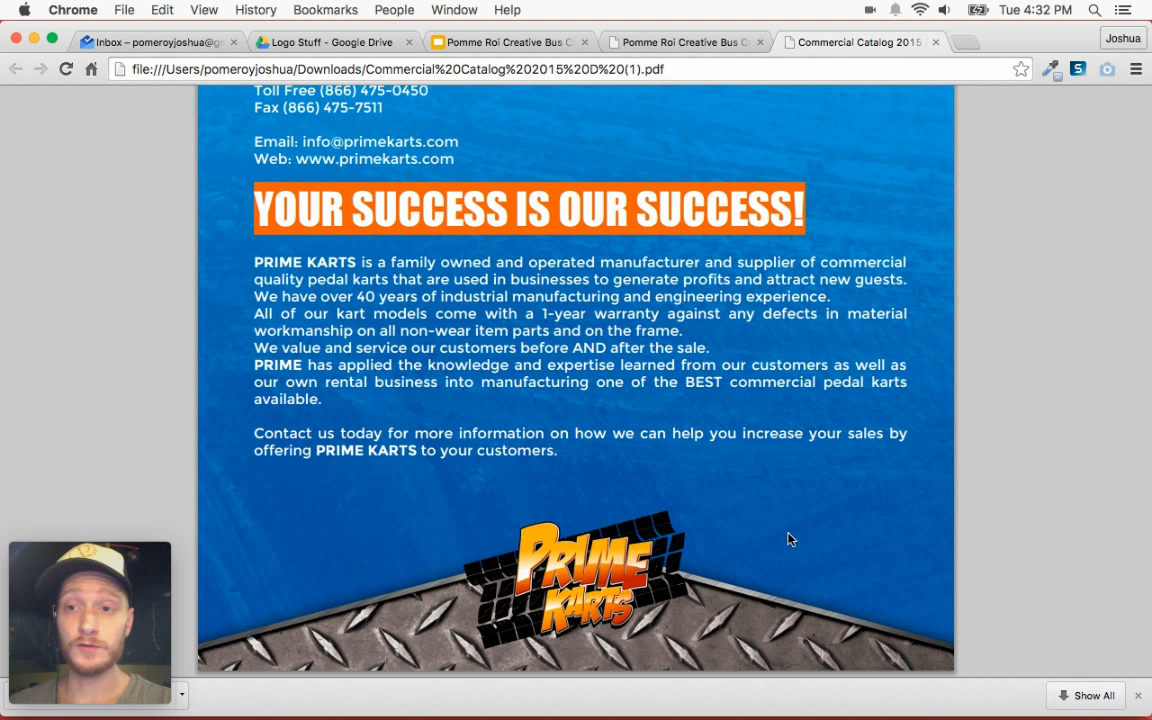 Chrome File Edit View History Bookmarks People Window Help Tue 4:32 PM
Inbox – pomeroyjoshua@g
Logo Stuff - Google Drive
Pomme Roi Creative Bus C
Pomme Roi Creative Bus C
Commercial Catalog 2015
Joshua
file:///Users/pomeroyjoshua/Downloads/Commercial%20Catalog%202015%20D%20(1).pdf
Toll Free (866) 475-0450
Fax (866) 475-7511
Email: info@primekarts.com
Web: www.primekarts.com
YOUR SUCCESS IS OUR SUCCESS!
PRIME KARTS is a family owned and operated manufacturer and supplier of commercial
quality pedal karts that are used in businesses to generate profits and attract new guests.
We have over 40 years of industrial manufacturing and engineering experience.
All of our kart models come with a 1-year warranty against any defects in material
workmanship on all non-wear item parts and on the frame.
We value and service our customers before AND after the sale.
PRIME has applied the knowledge and expertise learned from our customers as well as
our own rental business into manufacturing one of the BEST commercial pedal karts
available.
Contact us today for more information on how we can help you increase your sales by
offering PRIME KARTS to your customers.
PRIME
KARTS
Show All